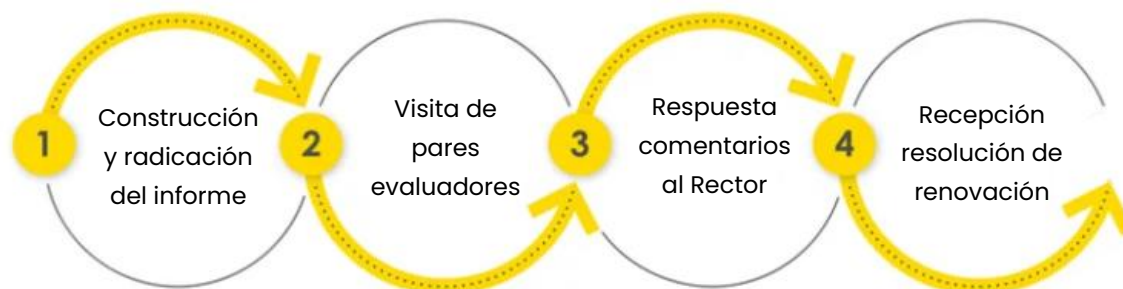 1
Construcción
y radicación
del informe
2
Visita de
pares
evaluadores
3
Respuesta
comentarios
al Rector
4
Recepción
resolución de
renovación